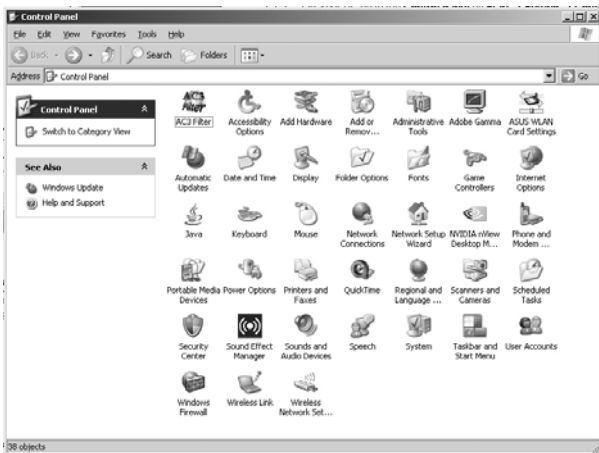 Control Panel
File Edit View Favorites Tools Help
Back Search Folders
Address Control Panel Go
Control Panel
Switch to Category View
See Also
Windows Update
Help and Support
AC3 Filter
AC3 Filter Accessibility Options Add Hardware Add or Remov... Administrative Tools Adobe Gamma ASUS WLAN Card Settings
Automatic Updates Date and Time Display Folder Options Fonts Game Controllers Internet Options
Java Keyboard Mouse Network Connections Network Setup Wizard NVIDIA nView Desktop M... Phone and Modem ...
Portable Media Devices Power Options Printers and Faxes QuickTime Regional and Language ... Scanners and Cameras Scheduled Tasks
Security Center Sound Effect Manager Sounds and Audio Devices Speech System Taskbar and Start Menu User Accounts
Windows Firewall Wireless Link Wireless Network Set...
38 objects